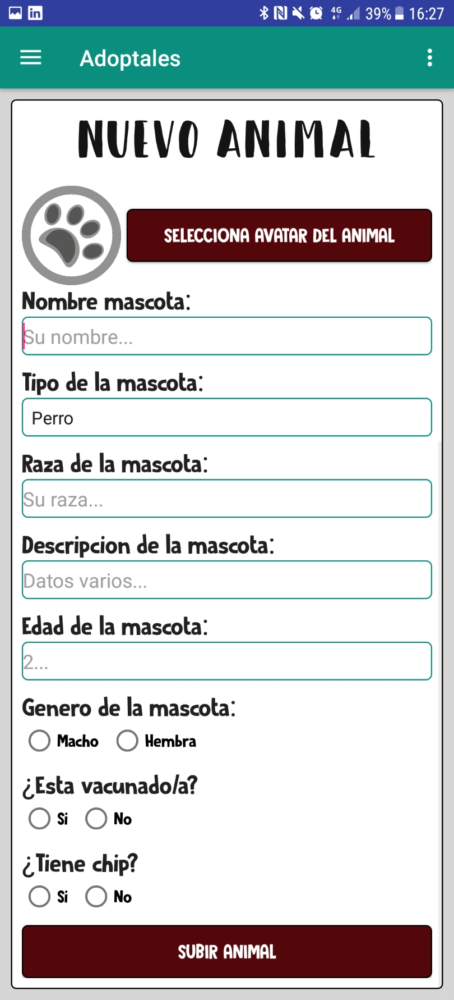 in 4G 39% 16:27
Adoptales
NUEVO ANIMAL
SELECCIONA AVATAR DEL ANIMAL
Nombre mascota:
Su nombre...
Tipo de la mascota:
Perro
Raza de la mascota:
Su raza...
Descripcion de la mascota:
Datos varios...
Edad de la mascota:
2...
Genero de la mascota:
Macho Hembra
¿Esta vacunado/a?
Si No
¿Tiene chip?
Si No
SUBIR ANIMAL